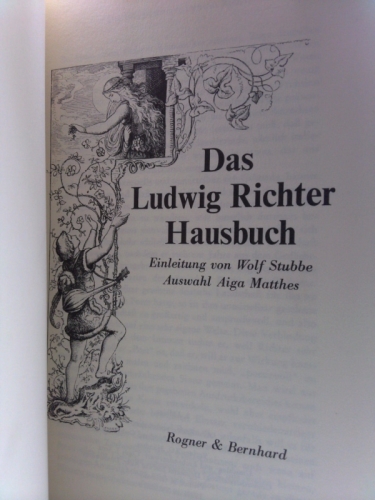 Das
Ludwig Richter
Hausbuch
Einleitung von Wolf Stubbe
Auswahl Aiga Matthes
Rogner & Bernhard